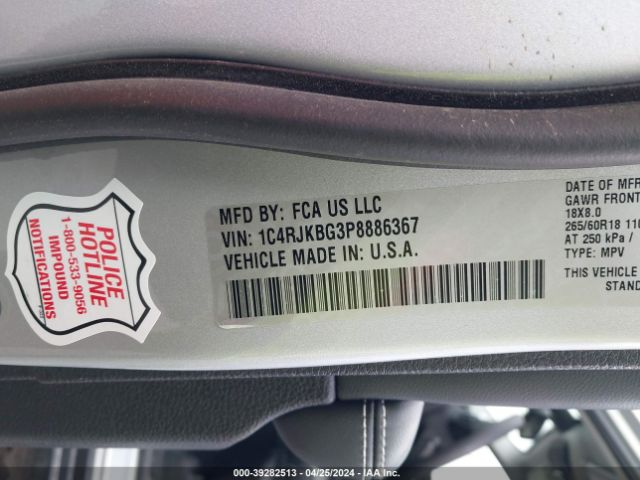 MFD BY: FCA US LLC
VIN: 1C4RJKBG3P8886367
VEHICLE MADE IN: U.S.A.
DATE OF MFR
GAWR FRONT
18X8.0
265/60R18
AT 250 kPa /
TYPE: MPV
THIS VEHICLE
STAND
POLICE
HOTLINE
1-800-533-9056
IMPOUND
NOTIFICATIONS
000-39282513 - 04/25/2024 - IAA Inc.